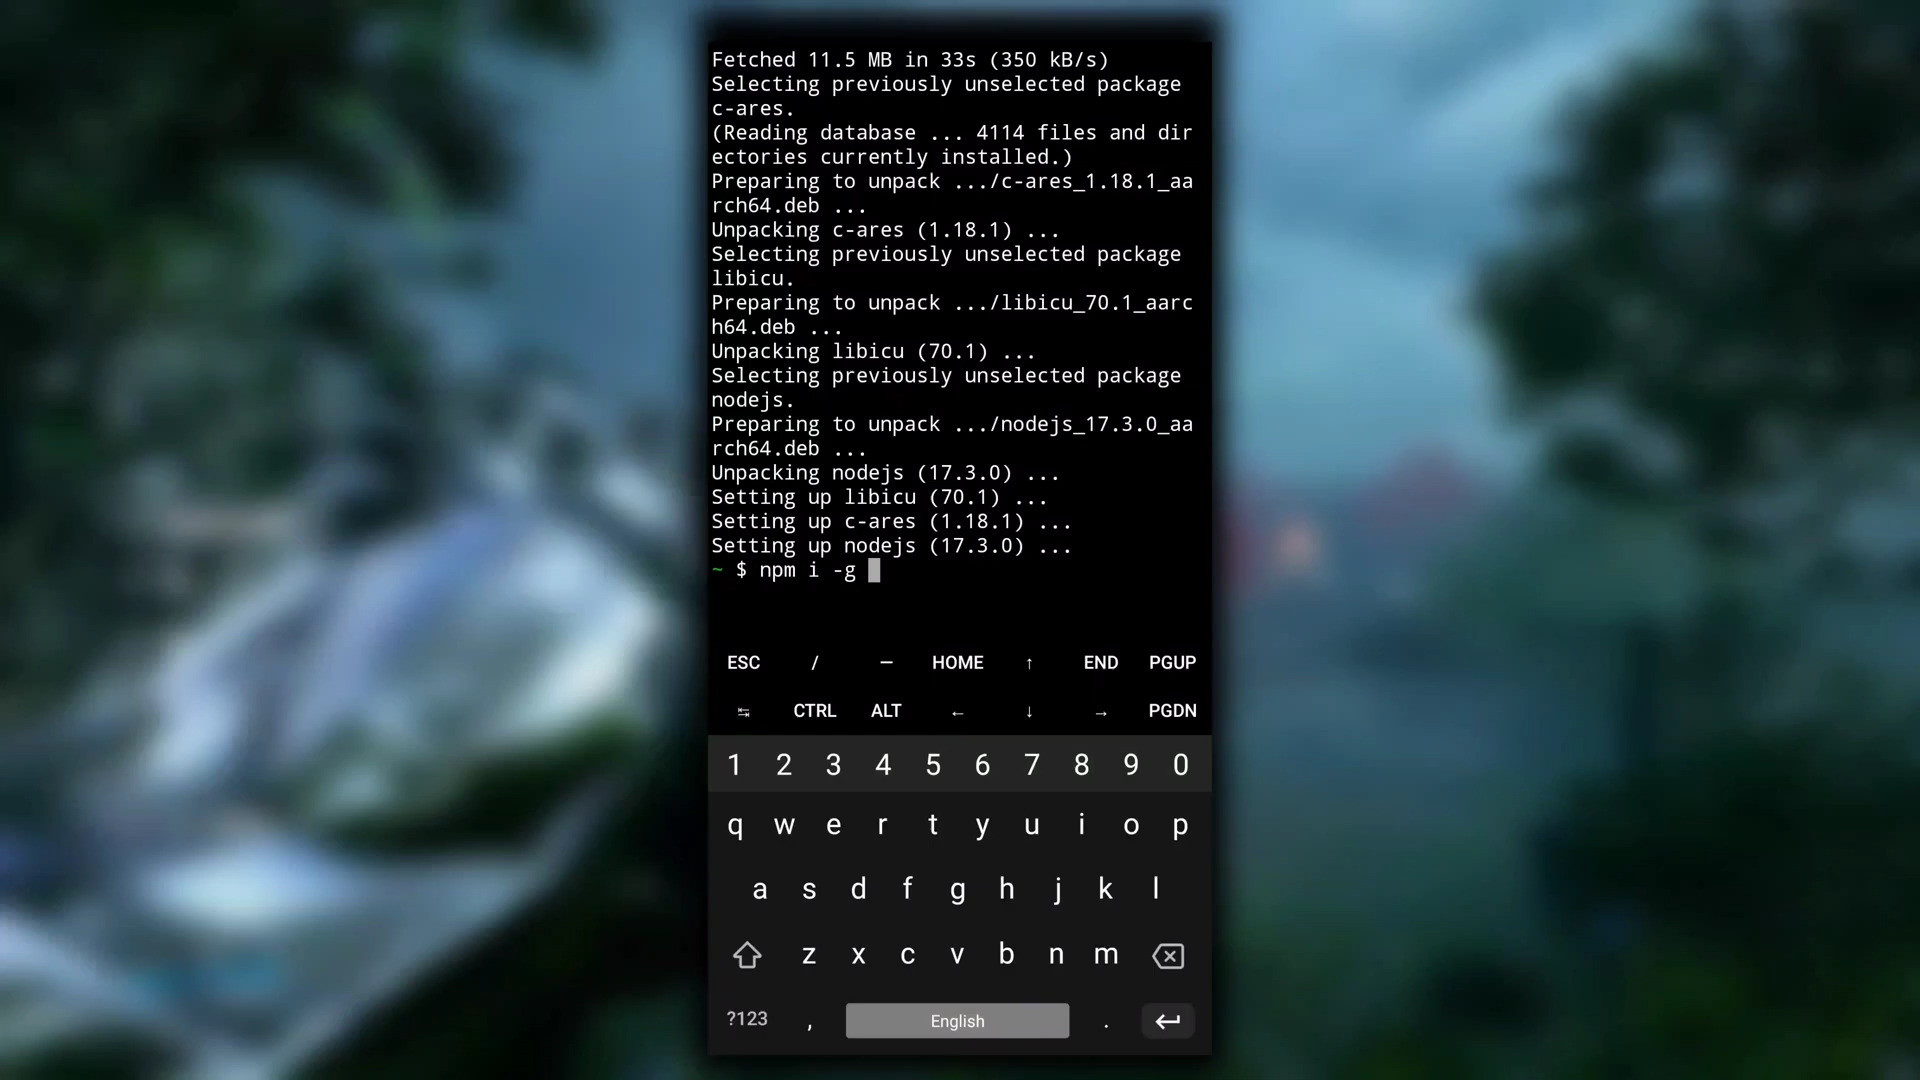 Fetched 11.5 MB in 33s (350 kB/s)
Selecting previously unselected package
c-ares.
(Reading database ... 4114 files and dir
ectories currently installed.)
Preparing to unpack .../c-ares_1.18.1_aa
rch64.deb ...
Unpacking c-ares (1.18.1) ...
Selecting previously unselected package
libicu.
Preparing to unpack .../libicu_70.1_aarc
h64.deb ...
Unpacking libicu (70.1) ...
Selecting previously unselected package
nodejs.
Preparing to unpack .../nodejs_17.3.0_aa
rch64.deb ...
Unpacking nodejs (17.3.0) ...
Setting up libicu (70.1) ...
Setting up c-ares (1.18.1) ...
Setting up nodejs (17.3.0) ...
~ $ npm i -g
ESC / — HOME ↑ END PGUP
↹ CTRL ALT ← ↓ → PGDN
1 2 3 4 5 6 7 8 9 0
q w e r t y u i o p
a s d f g h j k l
z x c v b n m
?123 , English .